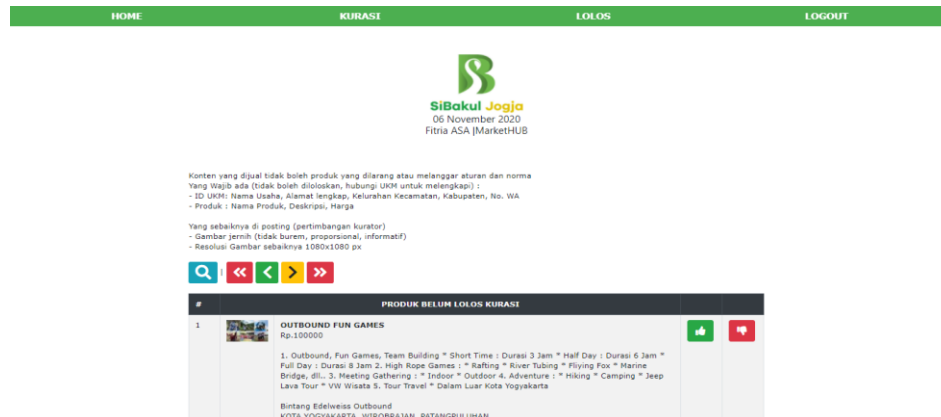 HOME KURASI LOLOS LOGOUT
SiBakul Jogja
06 November 2020
Fitria ASA |MarketHUB
Konten yang dijual tidak boleh produk yang dilarang atau melanggar aturan dan norma
Yang Wajib ada (tidak boleh diloloskan, hubungi UKM untuk melengkapi) :
- ID UKM: Nama Usaha, Alamat lengkap, Kelurahan Kecamatan, Kabupaten, No. WA
- Produk : Nama Produk, Deskripsi, Harga
Yang sebaiknya di posting (pertimbangan kurator)
- Gambar jernih (tidak burem, proporsional, informatif)
- Resolusi Gambar sebaiknya 1080x1080 px
# PRODUK BELUM LOLOS KURASI
1 OUTBOUND FUN GAMES
Rp.100000
1. Outbound, Fun Games, Team Building * Short Time : Durasi 3 Jam * Half Day : Durasi 6 Jam *
Full Day : Durasi 8 Jam 2. High Rope Games : * Rafting * River Tubing * Fliying Fox * Marine
Bridge, dll.. 3. Meeting Gathering : * Indoor * Outdoor 4. Adventure : * Hiking * Camping * Jeep
Lava Tour * VW Wisata 5. Tour Travel * Dalam Luar Kota Yogyakarta
Bintang Edelweiss Outbound
KOTA YOGYAKARTA, WIROBRAJAN, PATANGPULUHAN